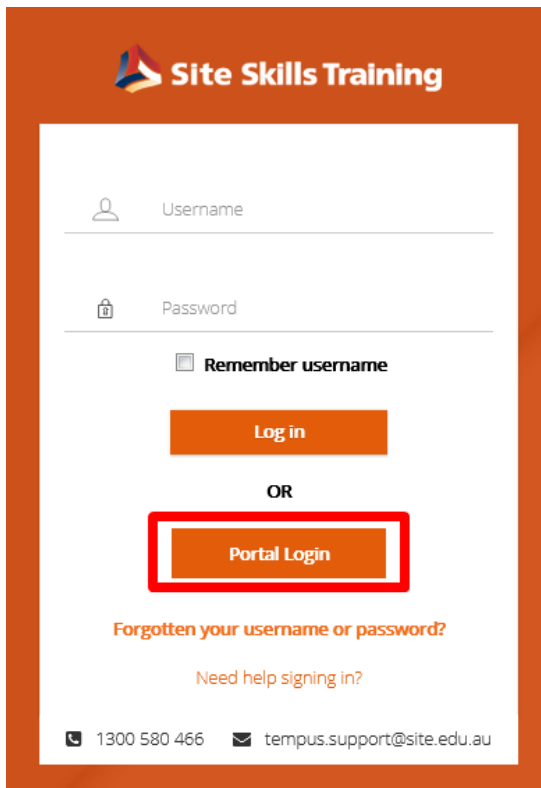 Site Skills Training
Username
Password
Remember username
Log in
OR
Portal Login
Forgotten your username or password?
Need help signing in?
1300 580 466 tempus.support@site.edu.au